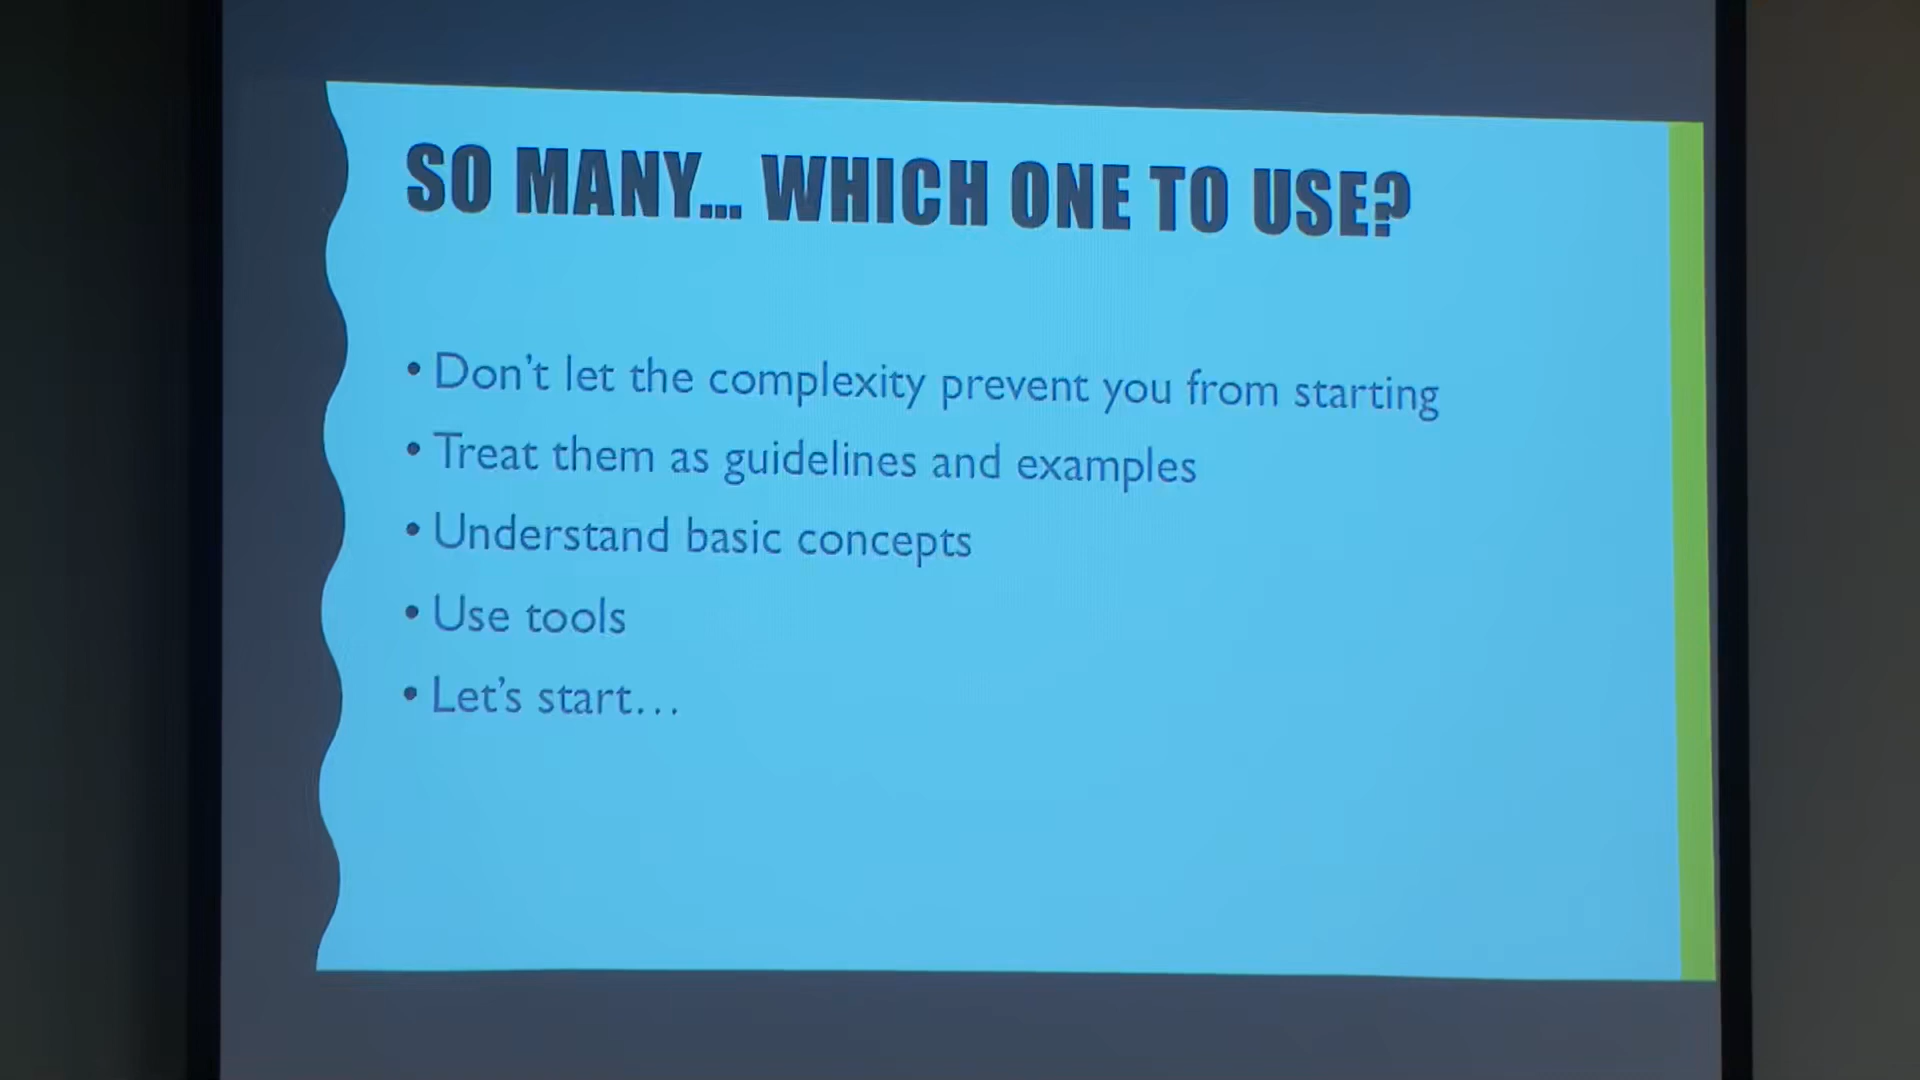 SO MANY... WHICH ONE TO USE?
• Don't let the complexity prevent you from starting
• Treat them as guidelines and examples
• Understand basic concepts
• Use tools
• Let's start...